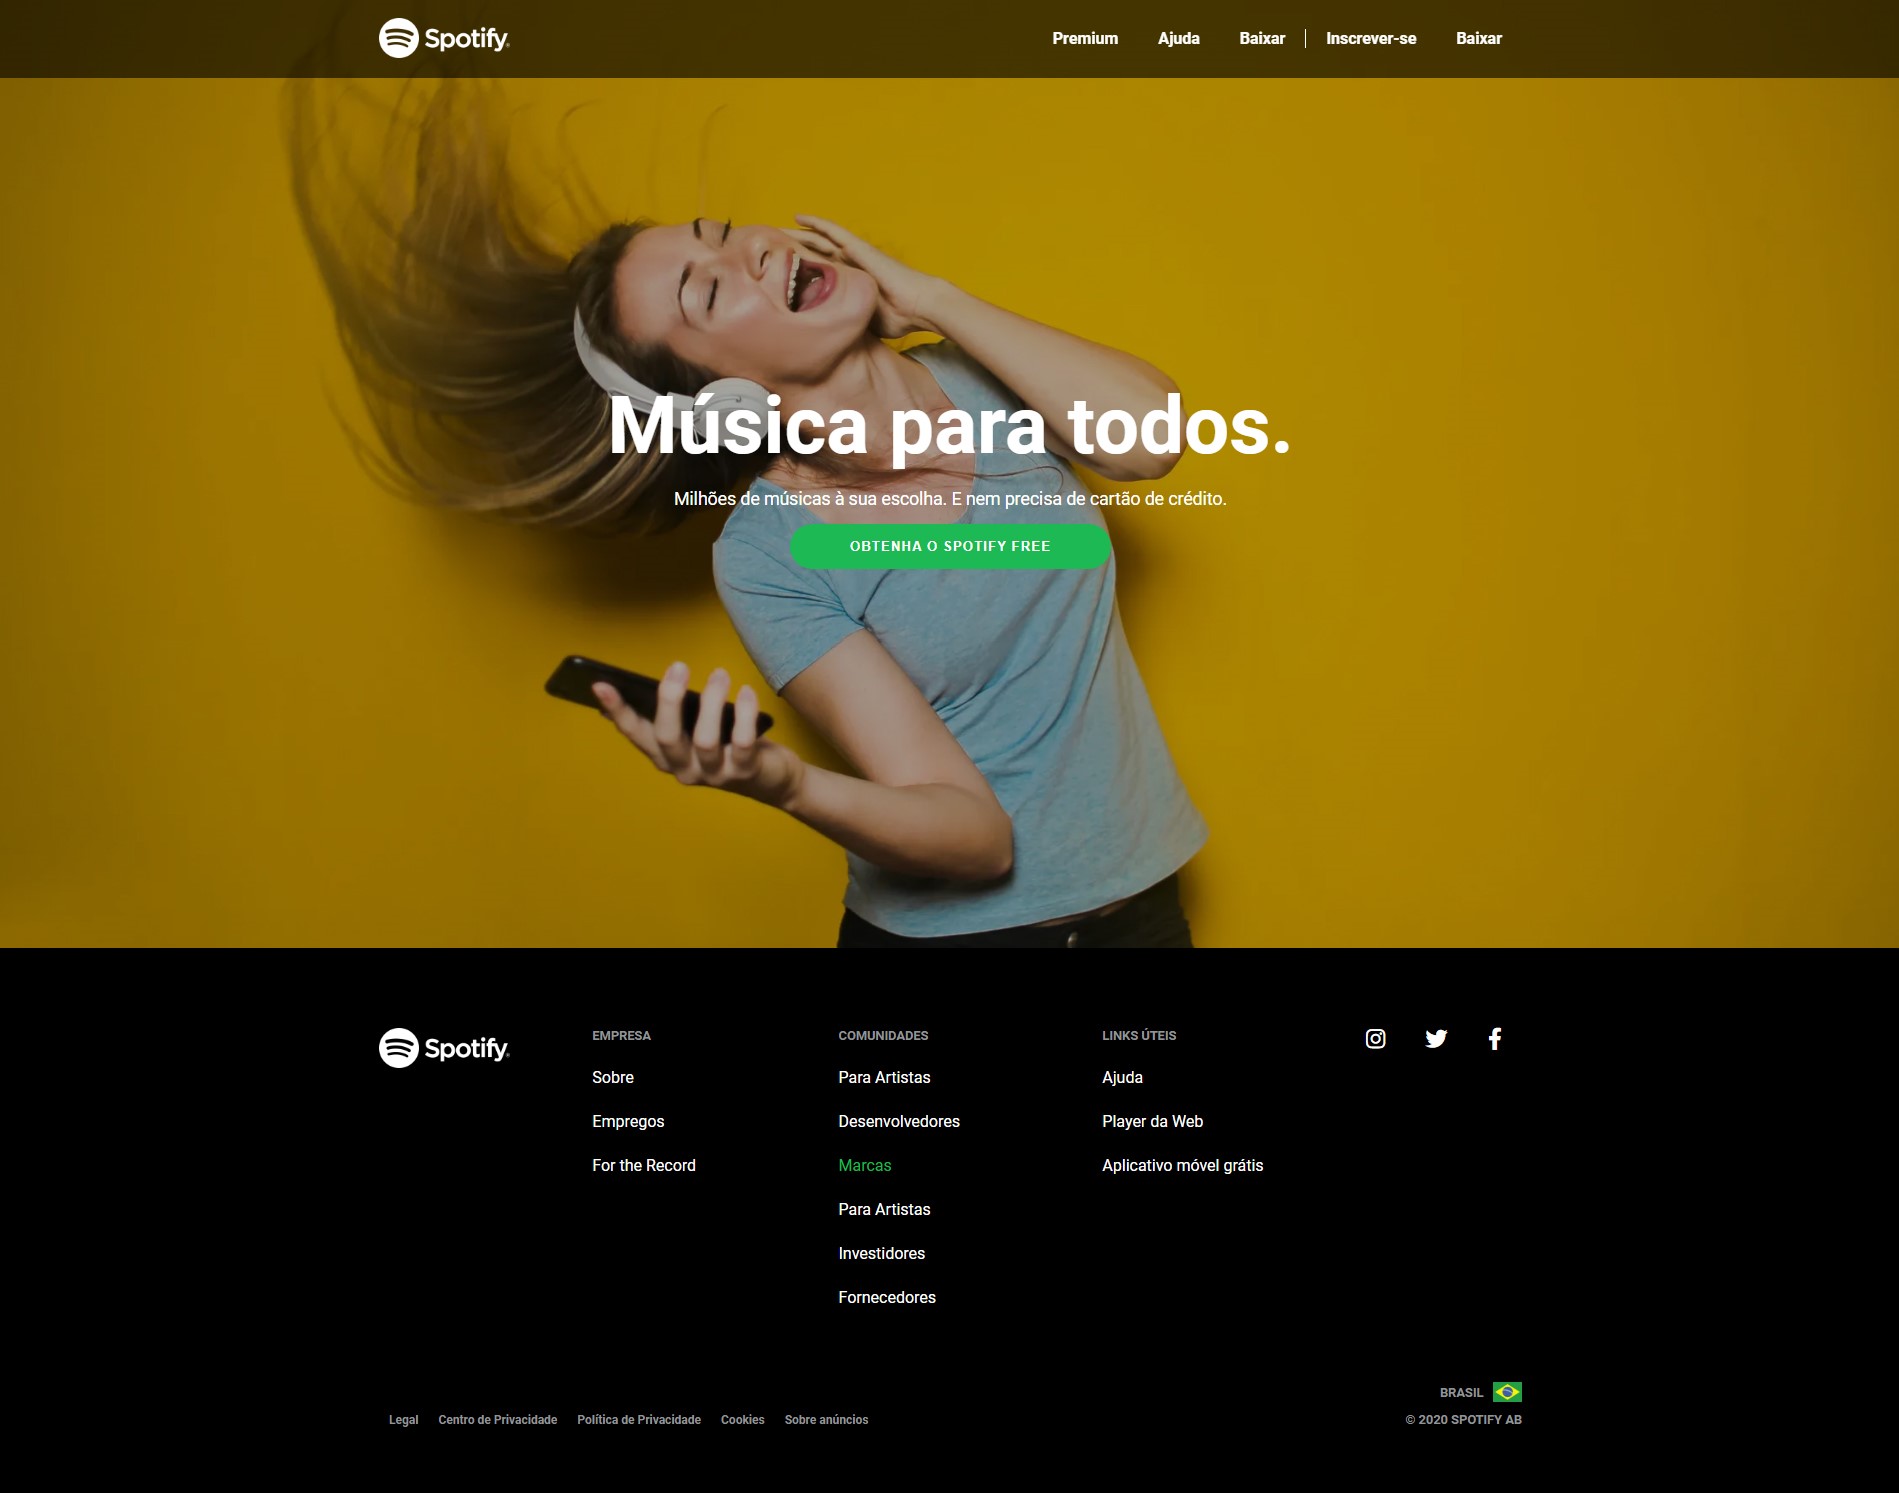 Spotify®
Premium Ajuda Baixar Inscrever-se Baixar
Música para todos.
Milhões de músicas à sua escolha. E nem precisa de cartão de crédito.
OBTENHA O SPOTIFY FREE
Spotify®
EMPRESA
Sobre
Empregos
For the Record
COMUNIDADES
Para Artistas
Desenvolvedores
Marcas
Para Artistas
Investidores
Fornecedores
LINKS ÚTEIS
Ajuda
Player da Web
Aplicativo móvel grátis
BRASIL
Legal Centro de Privacidade Política de Privacidade Cookies Sobre anúncios
© 2020 SPOTIFY AB